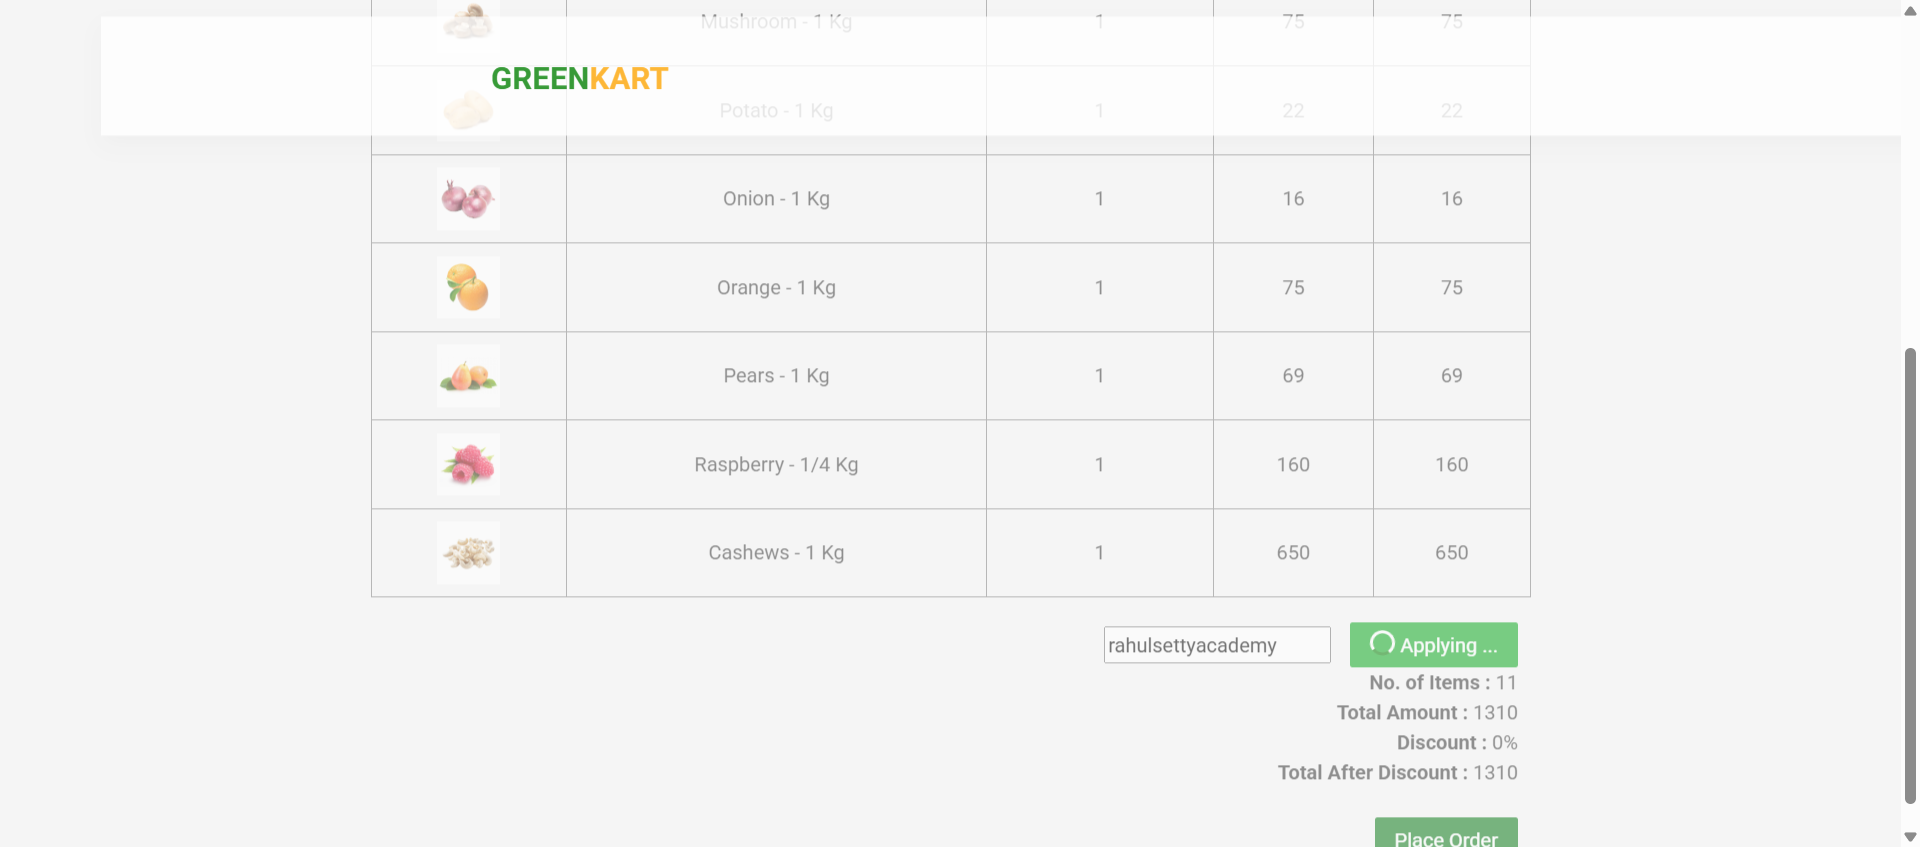 Mushroom - 1 Kg 1 75 75
GREENKART
Potato - 1 Kg 1 22 22
Onion - 1 Kg 1 16 16
Orange - 1 Kg 1 75 75
Pears - 1 Kg 1 69 69
Raspberry - 1/4 Kg 1 160 160
Cashews - 1 Kg 1 650 650
rahulsettyacademy Applying ...
No. of Items : 11
Total Amount : 1310
Discount : 0%
Total After Discount : 1310
Place Order